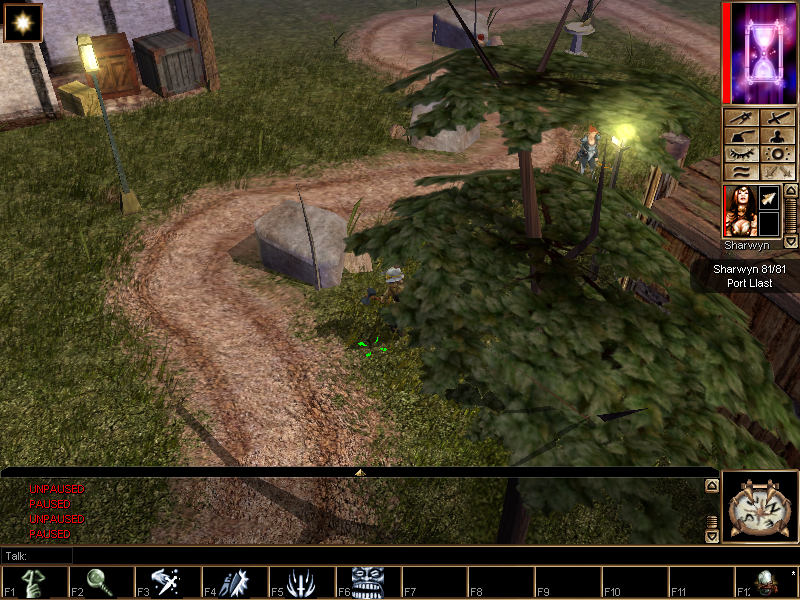 Sharwyn
Sharwyn 81/81
Port Llast
UNPAUSED
PAUSED
UNPAUSED
PAUSED
Talk:
F1 F2 F3 F4 F5 F6 F7 F8 F9 F10 F11